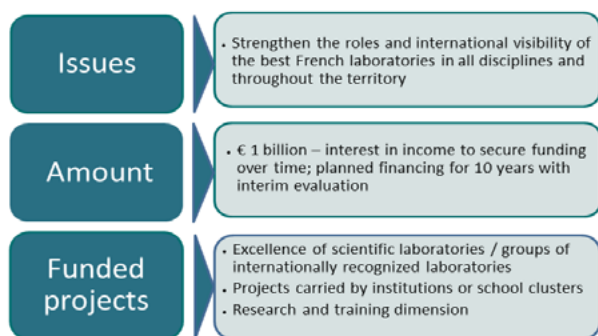 Issues
• Strengthen the roles and international visibility of
the best French laboratories in all disciplines and
throughout the territory
Amount
• € 1 billion – interest in income to secure funding
over time; planned financing for 10 years with
interim evaluation
Funded
projects
• Excellence of scientific laboratories / groups of
internationally recognized laboratories
• Projects carried by institutions or school clusters
• Research and training dimension